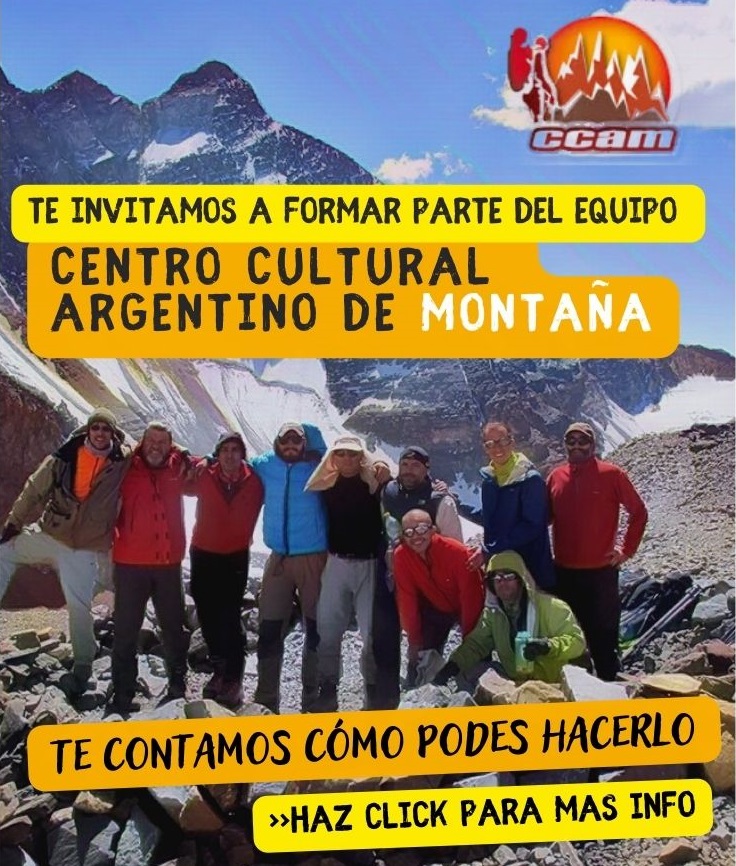 ccam
TE INVITAMOS A FORMAR PARTE DEL EQUIPO
CENTRO CULTURAL
ARGENTINO DE MONTAÑA
TE CONTAMOS CÓMO PODES HACERLO
>>HAZ CLICK PARA MAS INFO